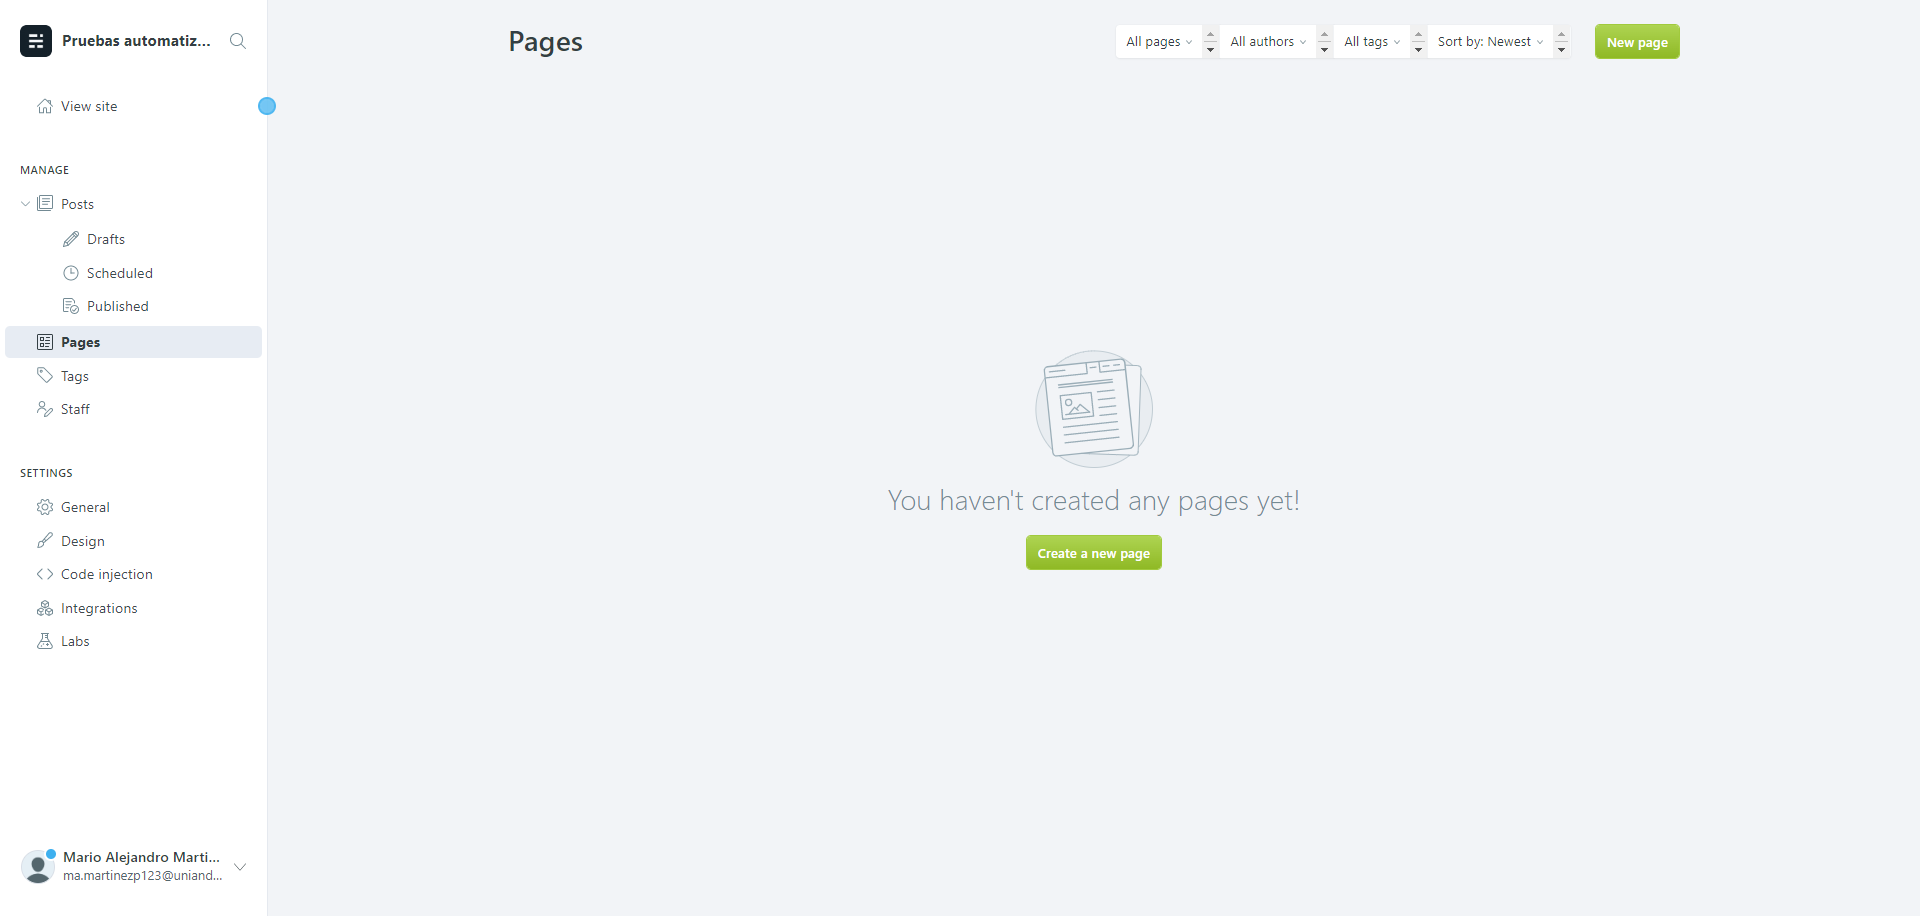 Pruebas automatiz...
View site
MANAGE
Posts
Drafts
Scheduled
Published
Pages
Tags
Staff
SETTINGS
General
Design
Code injection
Integrations
Labs
Mario Alejandro Marti...
ma.martinezp123@uniand...
Pages
All pages
All authors
All tags
Sort by: Newest
New page
You haven't created any pages yet!
Create a new page